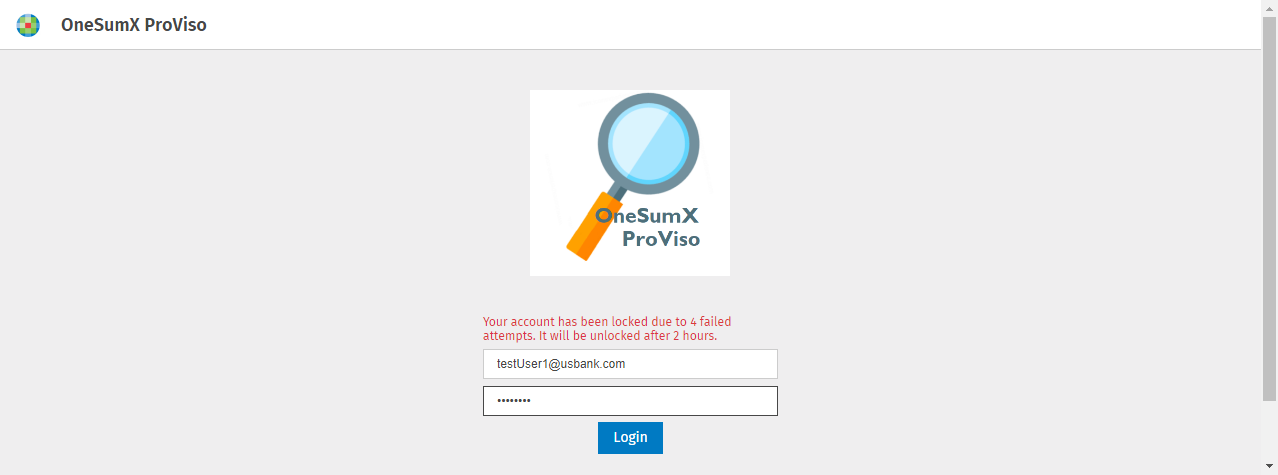 OneSumX ProViso
OneSumX
ProViso
Your account has been locked due to 4 failed
attempts. It will be unlocked after 2 hours.
testUser1@usbank.com
••••••••
Login